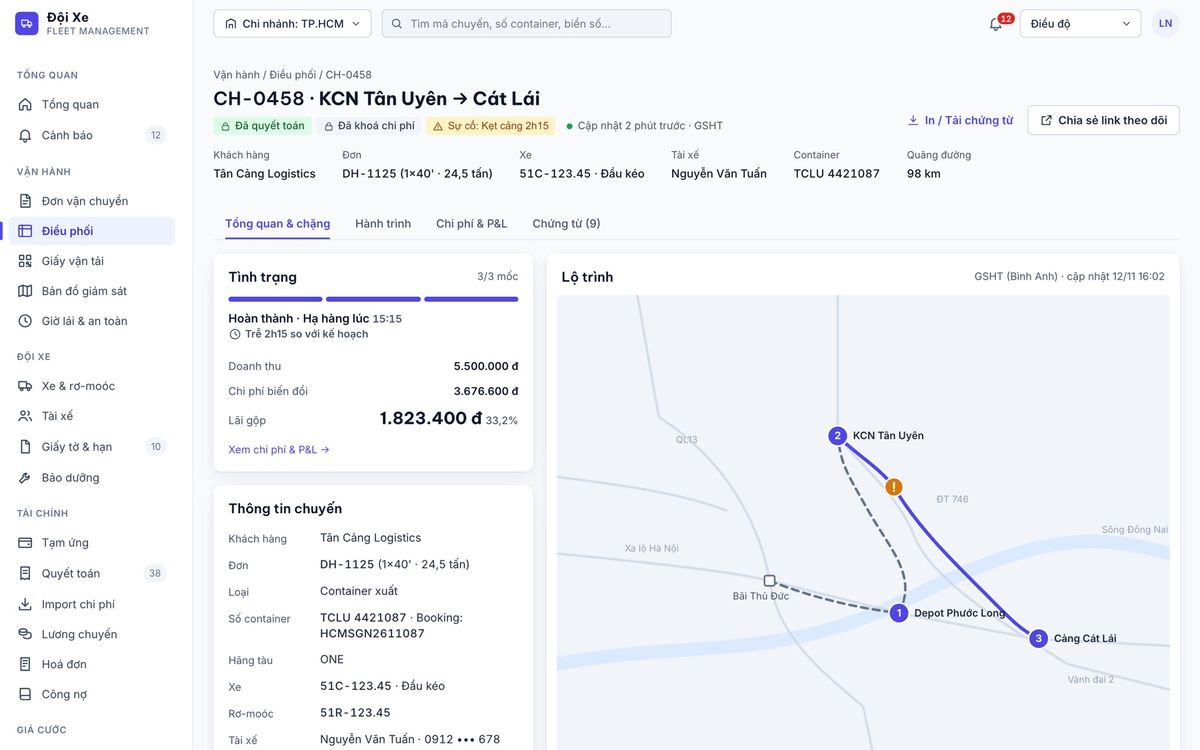 Đội Xe
FLEET MANAGEMENT
TỔNG QUAN
Tổng quan
Cảnh báo 12
VẬN HÀNH
Đơn vận chuyển
Điều phối
Giấy vận tải
Bản đồ giám sát
Giờ lái & an toàn
ĐỘI XE
Xe & rơ-moóc
Tài xế
Giấy tờ & hạn 10
Bảo dưỡng
TÀI CHÍNH
Tạm ứng
Quyết toán 38
Import chi phí
Lương chuyến
Hoá đơn
Công nợ
GIÁ CƯỚC
Chi nhánh: TP.HCM
Tìm mã chuyến, số container, biển số...
12
Điều độ
LN
Vận hành / Điều phối / CH-0458
CH-0458 · KCN Tân Uyên → Cát Lái
Đã quyết toán
Đã khoá chi phí
Sự cố: Kẹt cảng 2h15
Cập nhật 2 phút trước · GSHT
In / Tải chứng từ
Chia sẻ link theo dõi
Khách hàng
Tân Cảng Logistics
Đơn
DH-1125 (1×40' · 24,5 tấn)
Xe
51C-123.45 · Đầu kéo
Tài xế
Nguyễn Văn Tuấn
Container
TCLU 4421087
Quãng đường
98 km
Tổng quan & chặng
Hành trình
Chi phí & P&L
Chứng từ (9)
Tình trạng
3/3 mốc
Hoàn thành · Hạ hàng lúc 15:15
Trễ 2h15 so với kế hoạch
Doanh thu 5.500.000 đ
Chi phí biến đổi 3.676.600 đ
Lãi gộp 1.823.400 đ 33,2%
Xem chi phí & P&L →
Thông tin chuyến
Khách hàng Tân Cảng Logistics
Đơn DH-1125 (1×40' · 24,5 tấn)
Loại Container xuất
Số container TCLU 4421087 · Booking:
HCMSGN2611087
Hãng tàu ONE
Xe 51C-123.45 · Đầu kéo
Rơ-moóc 51R-123.45
Tài xế Nguyễn Văn Tuấn · 0912 ••• 678
Lộ trình
GSHT (Bình Anh) · cập nhật 12/11 16:02
2 KCN Tân Uyên
QL13
!
ĐT 746
Sông Đồng Nai
Xa lộ Hà Nội
Bãi Thủ Đức
1 Depot Phước Long
3 Cảng Cát Lái
Vành đai 2